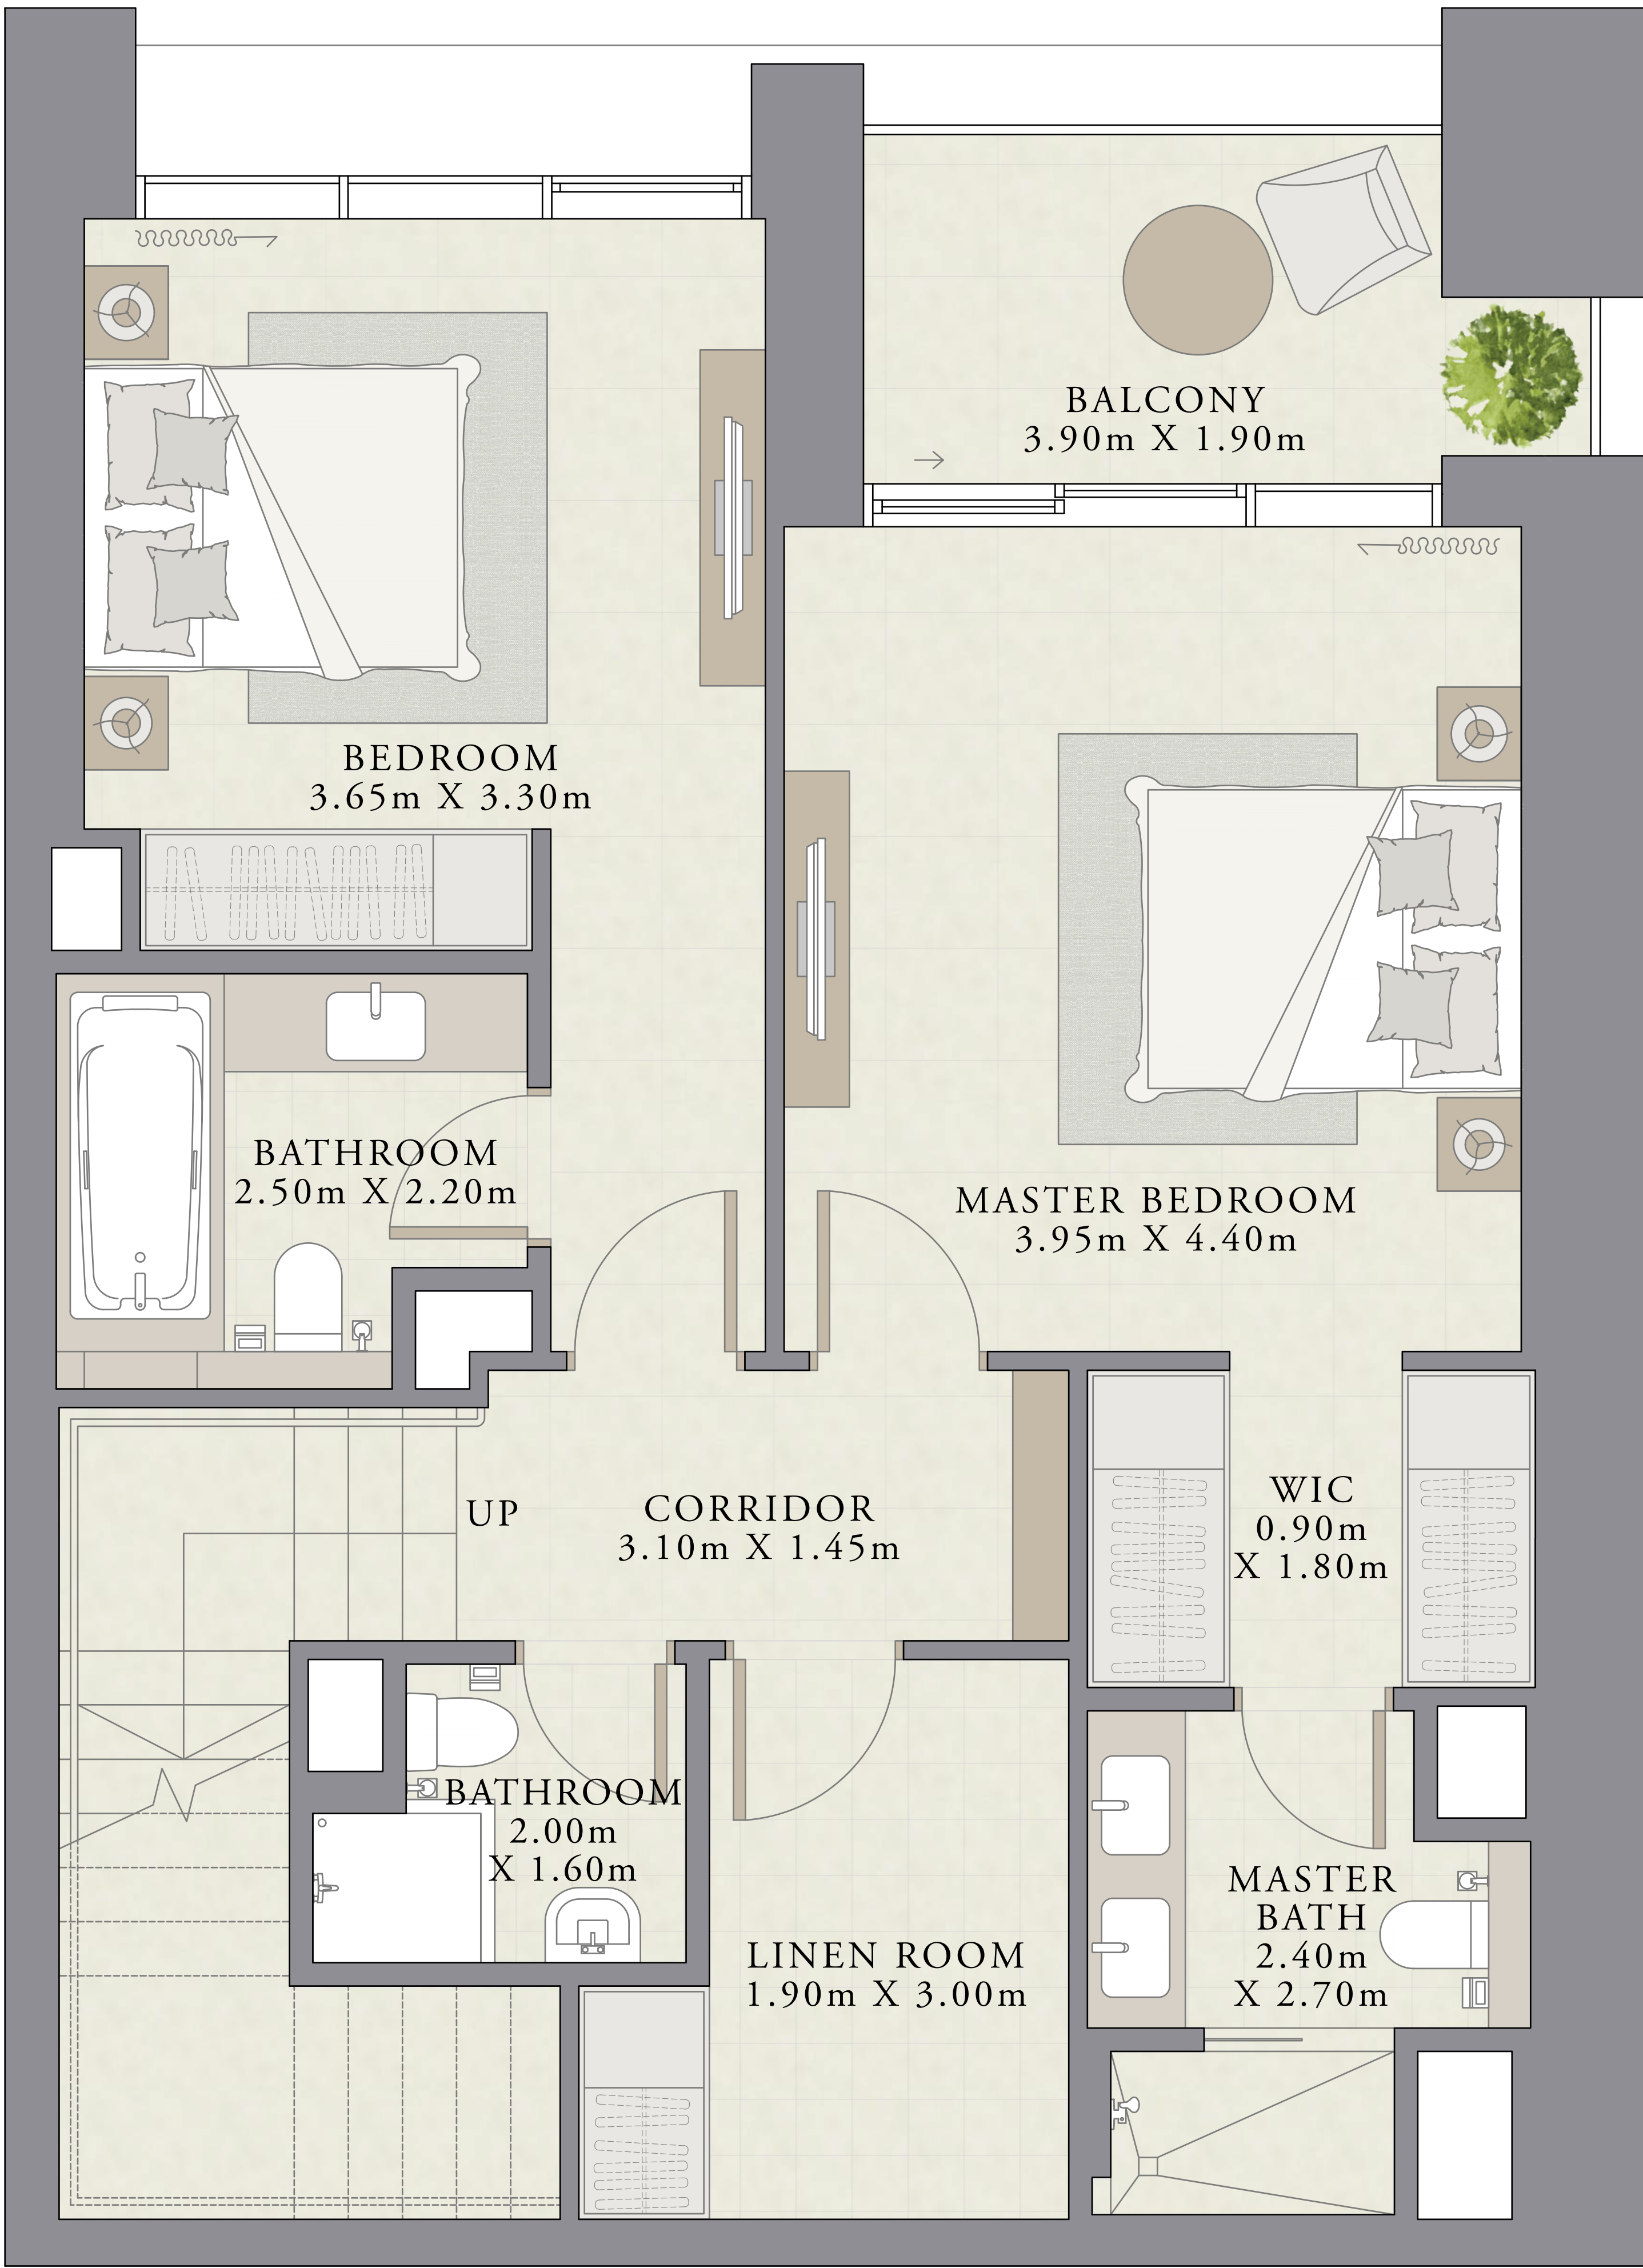 BALCONY
3.90m X 1.90m
BEDROOM
3.65m X 3.30m
BATHROOM
2.50m X 2.20m
MASTER BEDROOM
3.95m X 4.40m
UP
CORRIDOR
3.10m X 1.45m
WIC
0.90m
X 1.80m
BATHROOM
2.00m
X 1.60m
LINEN ROOM
1.90m X 3.00m
MASTER
BATH
2.40m
X 2.70m